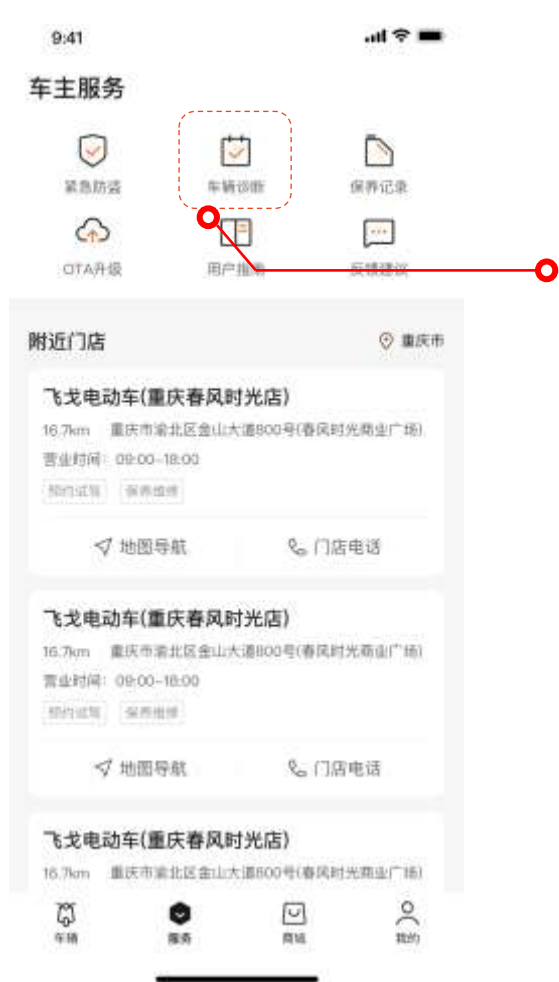 9:41
车主服务
紧急防盗 车辆诊断 保养记录
OTA升级 用户指南 反馈建议
附近门店 重庆市
飞戈电动车(重庆春风时光店)
16.7km 重庆市渝北区金山大道800号(春风时光商业广场)
营业时间：09:00-18:00
预约试驾 保养维修
地图导航 门店电话
飞戈电动车(重庆春风时光店)
16.7km 重庆市渝北区金山大道800号(春风时光商业广场)
营业时间：09:00-18:00
预约试驾 保养维修
地图导航 门店电话
飞戈电动车(重庆春风时光店)
16.7km 重庆市渝北区金山大道800号(春风时光商业广场)
车辆 服务 商城 我的